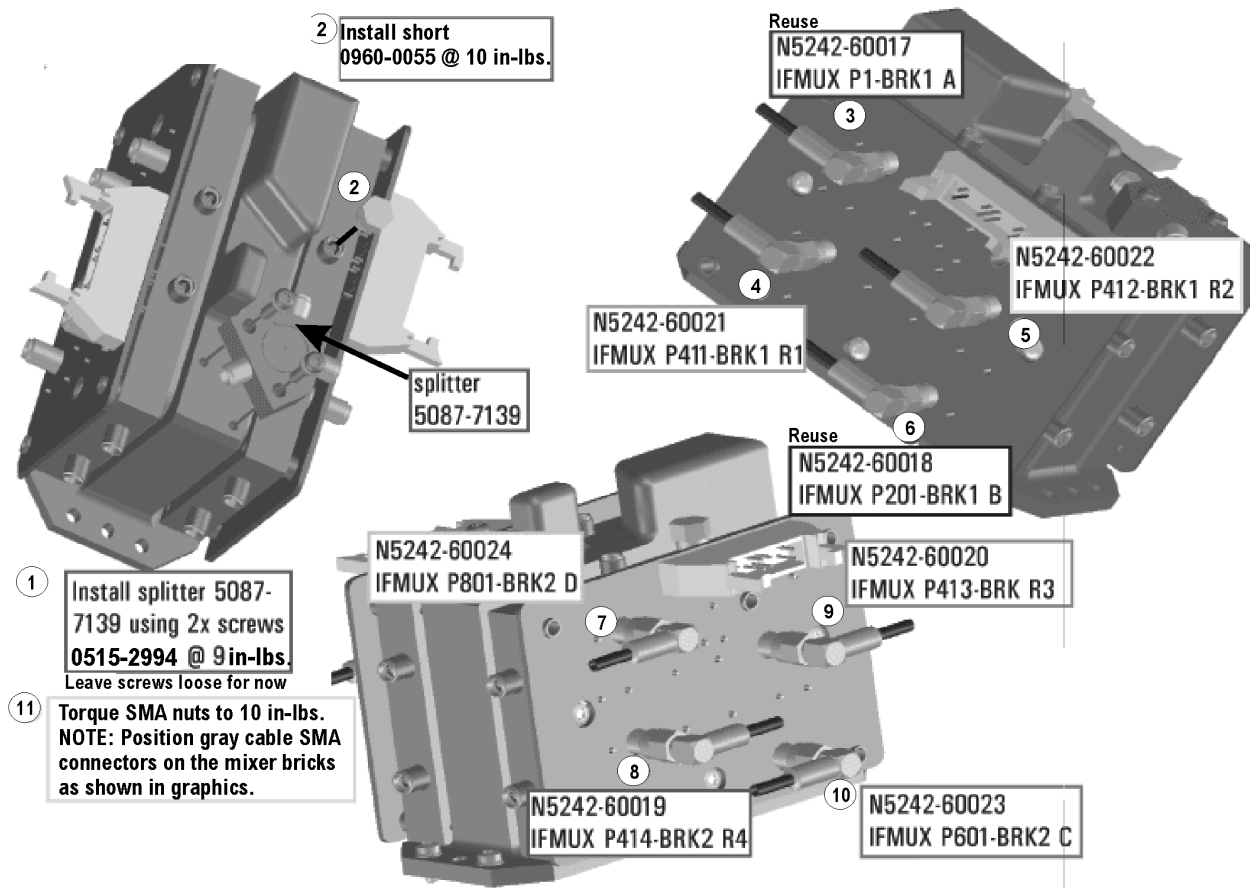 2
Install short
0960-0055 @ 10 in-lbs.
2
splitter
5087-7139
1
Install splitter 5087-
7139 using 2x screws
0515-2994 @ 9 in-lbs.
Leave screws loose for now
11
Torque SMA nuts to 10 in-lbs.
NOTE: Position gray cable SMA
connectors on the mixer bricks
as shown in graphics.
Reuse
N5242-60017
IFMUX P1-BRK1 A
3
4
N5242-60021
IFMUX P411-BRK1 R1
N5242-60022
IFMUX P412-BRK1 R2
5
6
Reuse
N5242-60018
IFMUX P201-BRK1 B
N5242-60024
IFMUX P801-BRK2 D
7
N5242-60020
IFMUX P413-BRK R3
9
8
N5242-60019
IFMUX P414-BRK2 R4
10
N5242-60023
IFMUX P601-BRK2 C